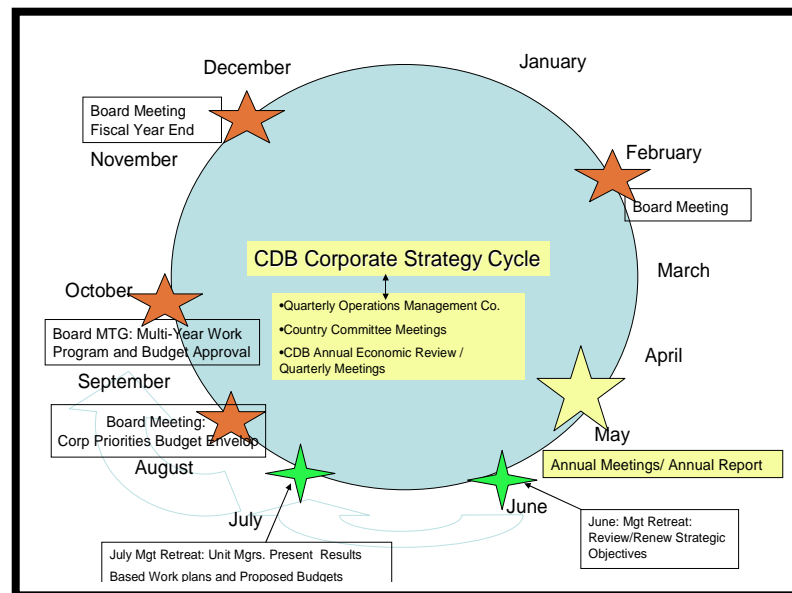 December
January
Board Meeting
Fiscal Year End
November
February
Board Meeting
CDB Corporate Strategy Cycle
March
October
•Quarterly Operations Management Co.
•Country Committee Meetings
•CDB Annual Economic Review /
Quarterly Meetings
Board MTG: Multi-Year Work
Program and Budget Approval
April
September
Board Meeting:
Corp Priorities Budget Envelop
May
August
Annual Meetings/ Annual Report
July
June
June: Mgt Retreat:
Review/Renew Strategic
Objectives
July Mgt Retreat: Unit Mgrs. Present Results
Based Work plans and Proposed Budgets